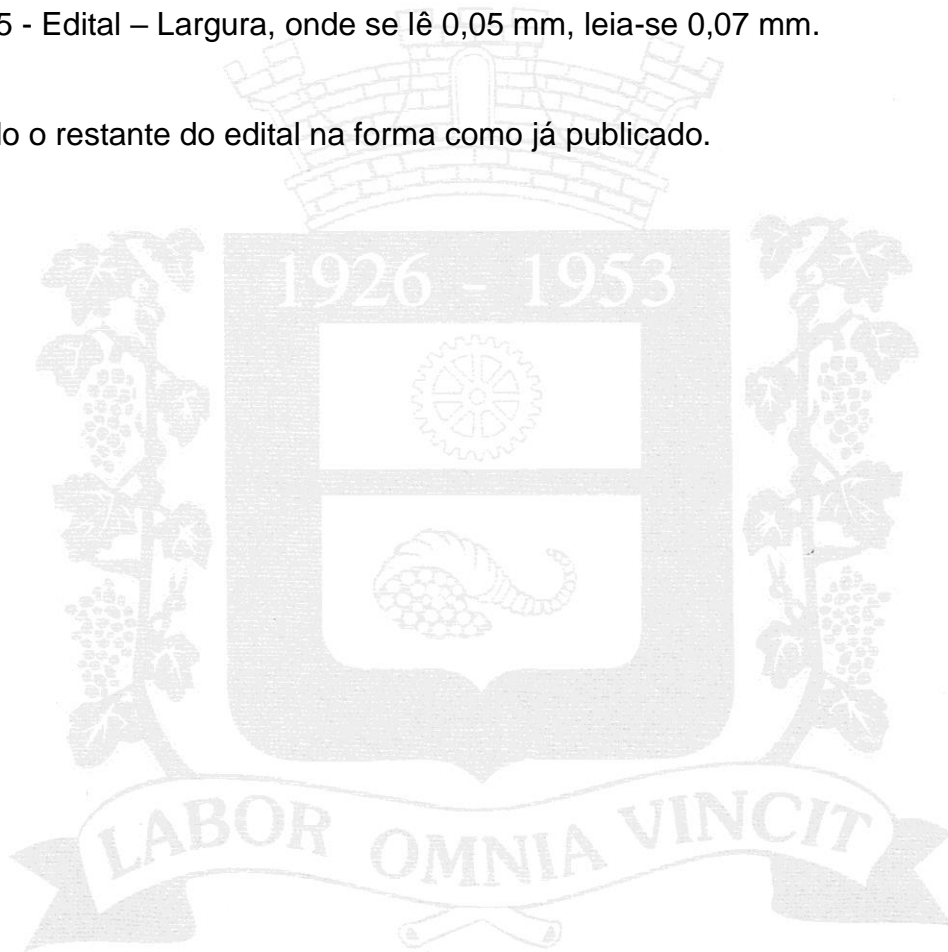 5 - Edital – Largura, onde se lê 0,05 mm, leia-se 0,07 mm.
o restante do edital na forma como já publicado.
1926 - 1953
LABOR OMNIA VINCIT